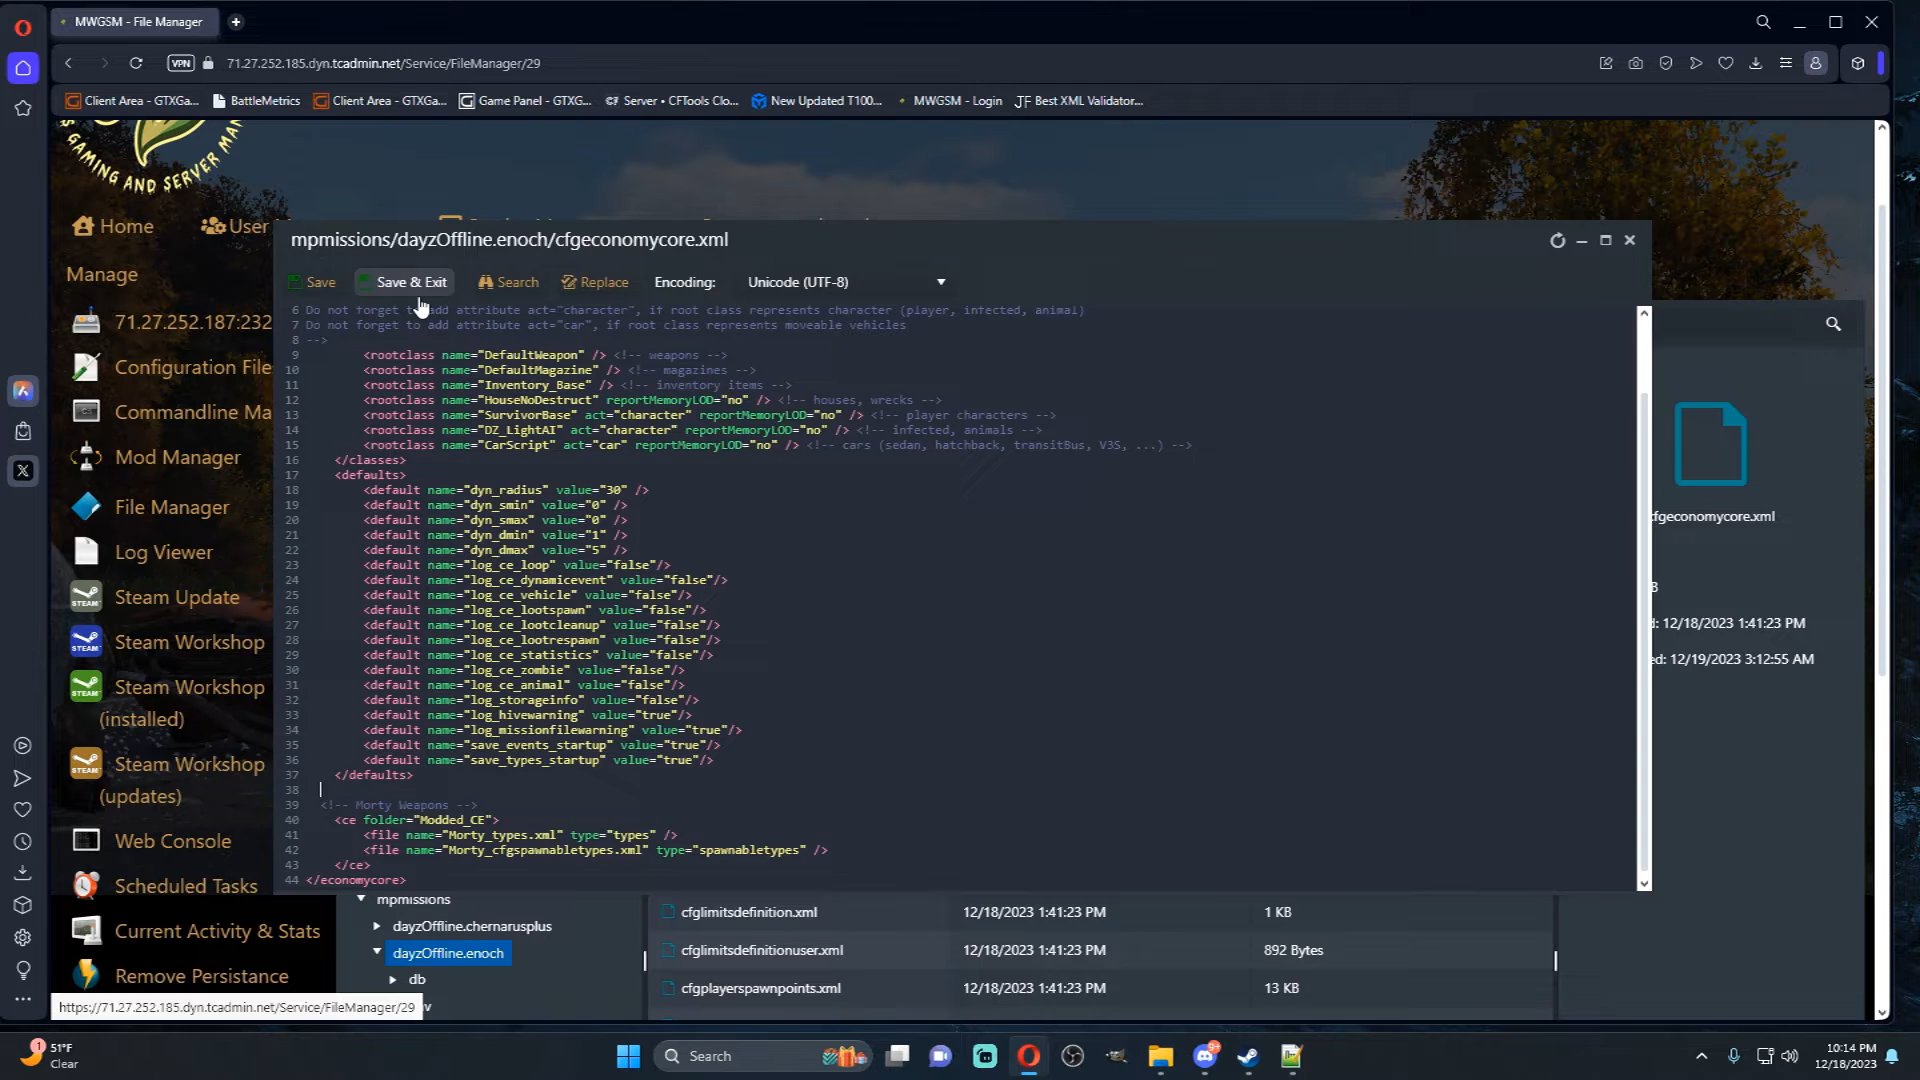 MWGSM - File Manager
VPN
71.27.252.185.dyn.tcadmin.net/Service/FileManager/29
Client Area - GTXGa...
BattleMetrics
Client Area - GTXGa...
Game Panel - GTXG...
Server • CFTools Clo...
New Updated T100...
MWGSM - Login
JF Best XML Validator...
GAMING AND SERVER MAN
Home
User
Manage
71.27.252.187:232
Configuration File
Commandline Ma
Mod Manager
File Manager
Log Viewer
Steam Update
Steam Workshop
Steam Workshop
(installed)
Steam Workshop
(updates)
Web Console
Scheduled Tasks
Current Activity & Stats
Remove Persistance
https://71.27.252.185.dyn.tcadmin.net/Service/FileManager/29
mpmissions/dayzOffline.enoch/cfgeconomycore.xml
Save
Save & Exit
Search
Replace
Encoding:
Unicode (UTF-8)
6 Do not forget to add attribute act="character", if root class represents character (player, infected, animal)
7 Do not forget to add attribute act="car", if root class represents moveable vehicles
8 -->
9 <rootclass name="DefaultWeapon" /> <!-- weapons -->
10 <rootclass name="DefaultMagazine" /> <!-- magazines -->
11 <rootclass name="Inventory_Base" /> <!-- inventory items -->
12 <rootclass name="HouseNoDestruct" reportMemoryLOD="no" /> <!-- houses, wrecks -->
13 <rootclass name="SurvivorBase" act="character" reportMemoryLOD="no" /> <!-- player characters -->
14 <rootclass name="DZ_LightAI" act="character" reportMemoryLOD="no" /> <!-- infected, animals -->
15 <rootclass name="CarScript" act="car" reportMemoryLOD="no" /> <!-- cars (sedan, hatchback, transitBus, V3S, ...) -->
16 </classes>
17 <defaults>
18 <default name="dyn_radius" value="30" />
19 <default name="dyn_smin" value="0" />
20 <default name="dyn_smax" value="0" />
21 <default name="dyn_dmin" value="1" />
22 <default name="dyn_dmax" value="5" />
23 <default name="log_ce_loop" value="false"/>
24 <default name="log_ce_dynamicevent" value="false"/>
25 <default name="log_ce_vehicle" value="false"/>
26 <default name="log_ce_lootspawn" value="false"/>
27 <default name="log_ce_lootcleanup" value="false"/>
28 <default name="log_ce_lootrespawn" value="false"/>
29 <default name="log_ce_statistics" value="false"/>
30 <default name="log_ce_zombie" value="false"/>
31 <default name="log_ce_animal" value="false"/>
32 <default name="log_storageinfo" value="false"/>
33 <default name="log_hivewarning" value="true"/>
34 <default name="log_missionfilewarning" value="true"/>
35 <default name="save_events_startup" value="true"/>
36 <default name="save_types_startup" value="true"/>
37 </defaults>
38
39 <!-- Morty Weapons -->
40 <ce folder="Modded_CE">
41 <file name="Morty_types.xml" type="types" />
42 <file name="Morty_cfgspawnabletypes.xml" type="spawnabletypes" />
43 </ce>
44 </economycore>
fgeconomycore.xml
B
d: 12/18/2023 1:41:23 PM
ed: 12/19/2023 3:12:55 AM
mpmissions
dayzOffline.chernarusplus
dayzOffline.enoch
db
v
cfglimitsdefinition.xml 12/18/2023 1:41:23 PM 1 KB
cfglimitsdefinitionuser.xml 12/18/2023 1:41:23 PM 892 Bytes
cfgplayerspawnpoints.xml 12/18/2023 1:41:23 PM 13 KB
1
51°F
Clear
Search
9+
10:14 PM
12/18/2023